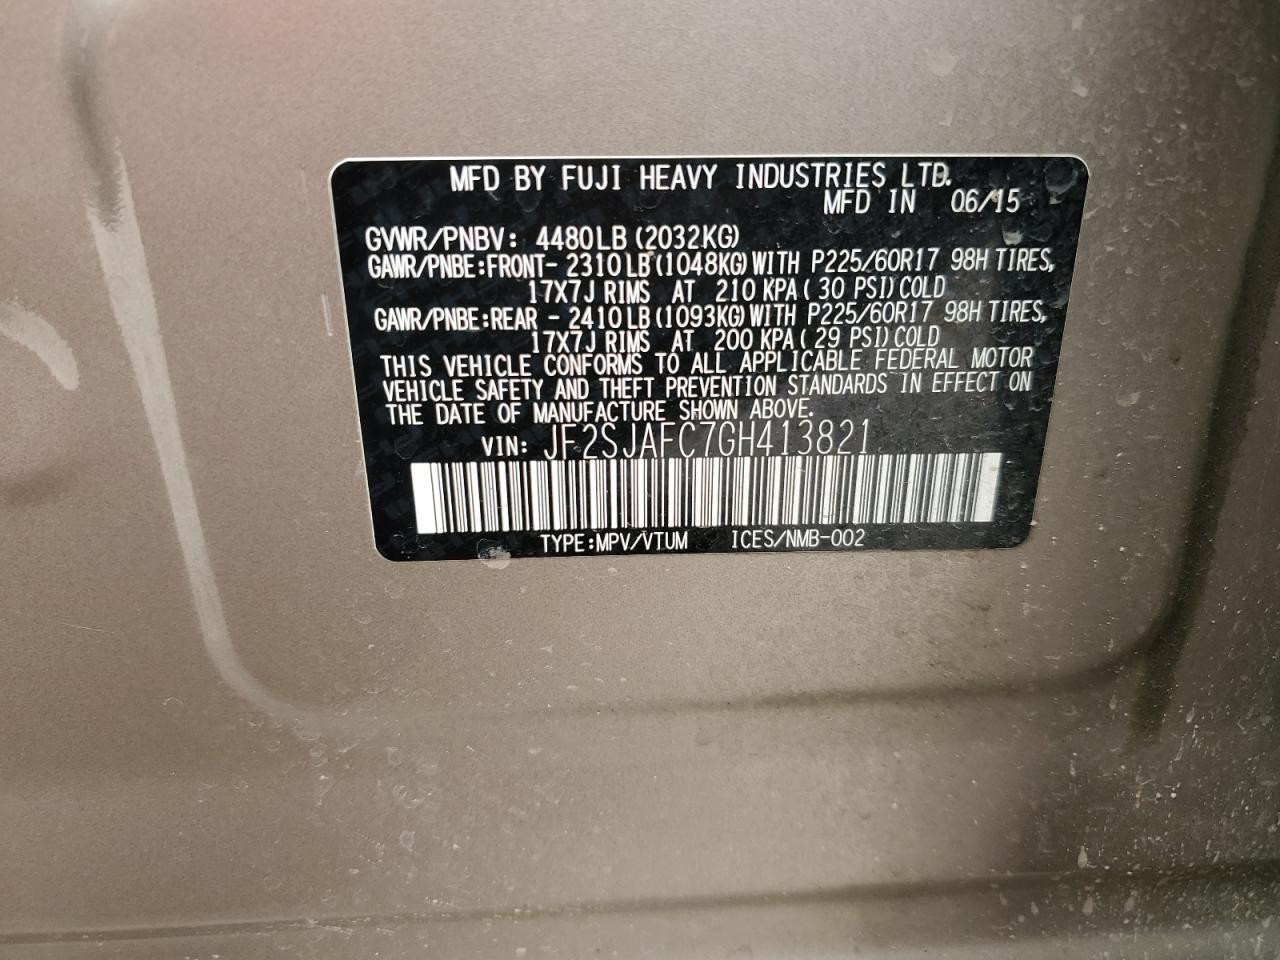 MFD BY FUJI HEAVY INDUSTRIES LTD.
MFD IN 06/15
GVWR/PNBV: 4480LB (2032KG)
GAWR/PNBE:FRONT- 2310LB(1048KG)WITH P225/60R17 98H TIRES,
17X7J RIMS AT 210 KPA( 30 PSI)COLD
GAWR/PNBE:REAR - 2410LB(1093KG)WITH P225/60R17 98H TIRES,
17X7J RIMS AT 200 KPA( 29 PSI)COLD
THIS VEHICLE CONFORMS TO ALL APPLICABLE FEDERAL MOTOR
VEHICLE SAFETY AND THEFT PREVENTION STANDARDS IN EFFECT ON
THE DATE OF MANUFACTURE SHOWN ABOVE.
VIN: JF2SJAFC7GH413821
TYPE:MPV/VTUM ICES/NMB-002